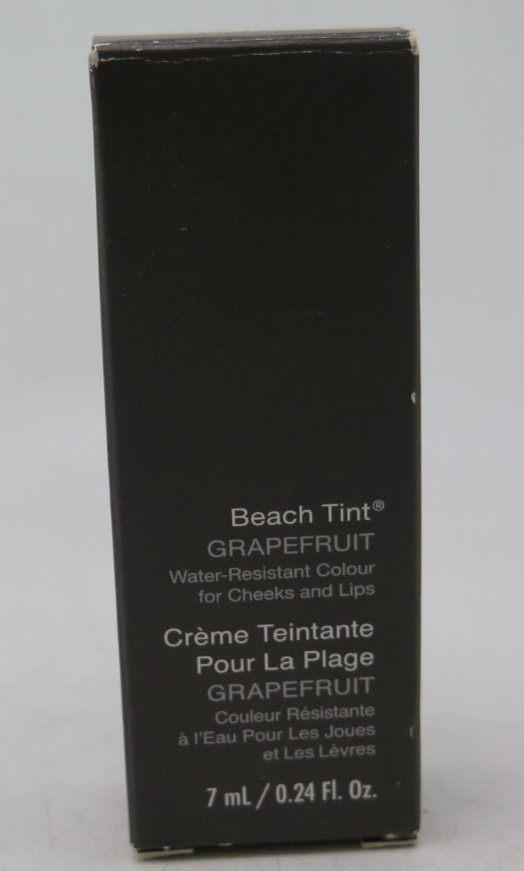 Beach Tint®
GRAPEFRUIT
Water-Resistant Colour
for Cheeks and Lips
Crème Teintante
Pour La Plage
GRAPEFRUIT
Couleur Résistante
à l'Eau Pour Les Joues
et Les Lèvres
7 mL / 0.24 Fl. Oz.